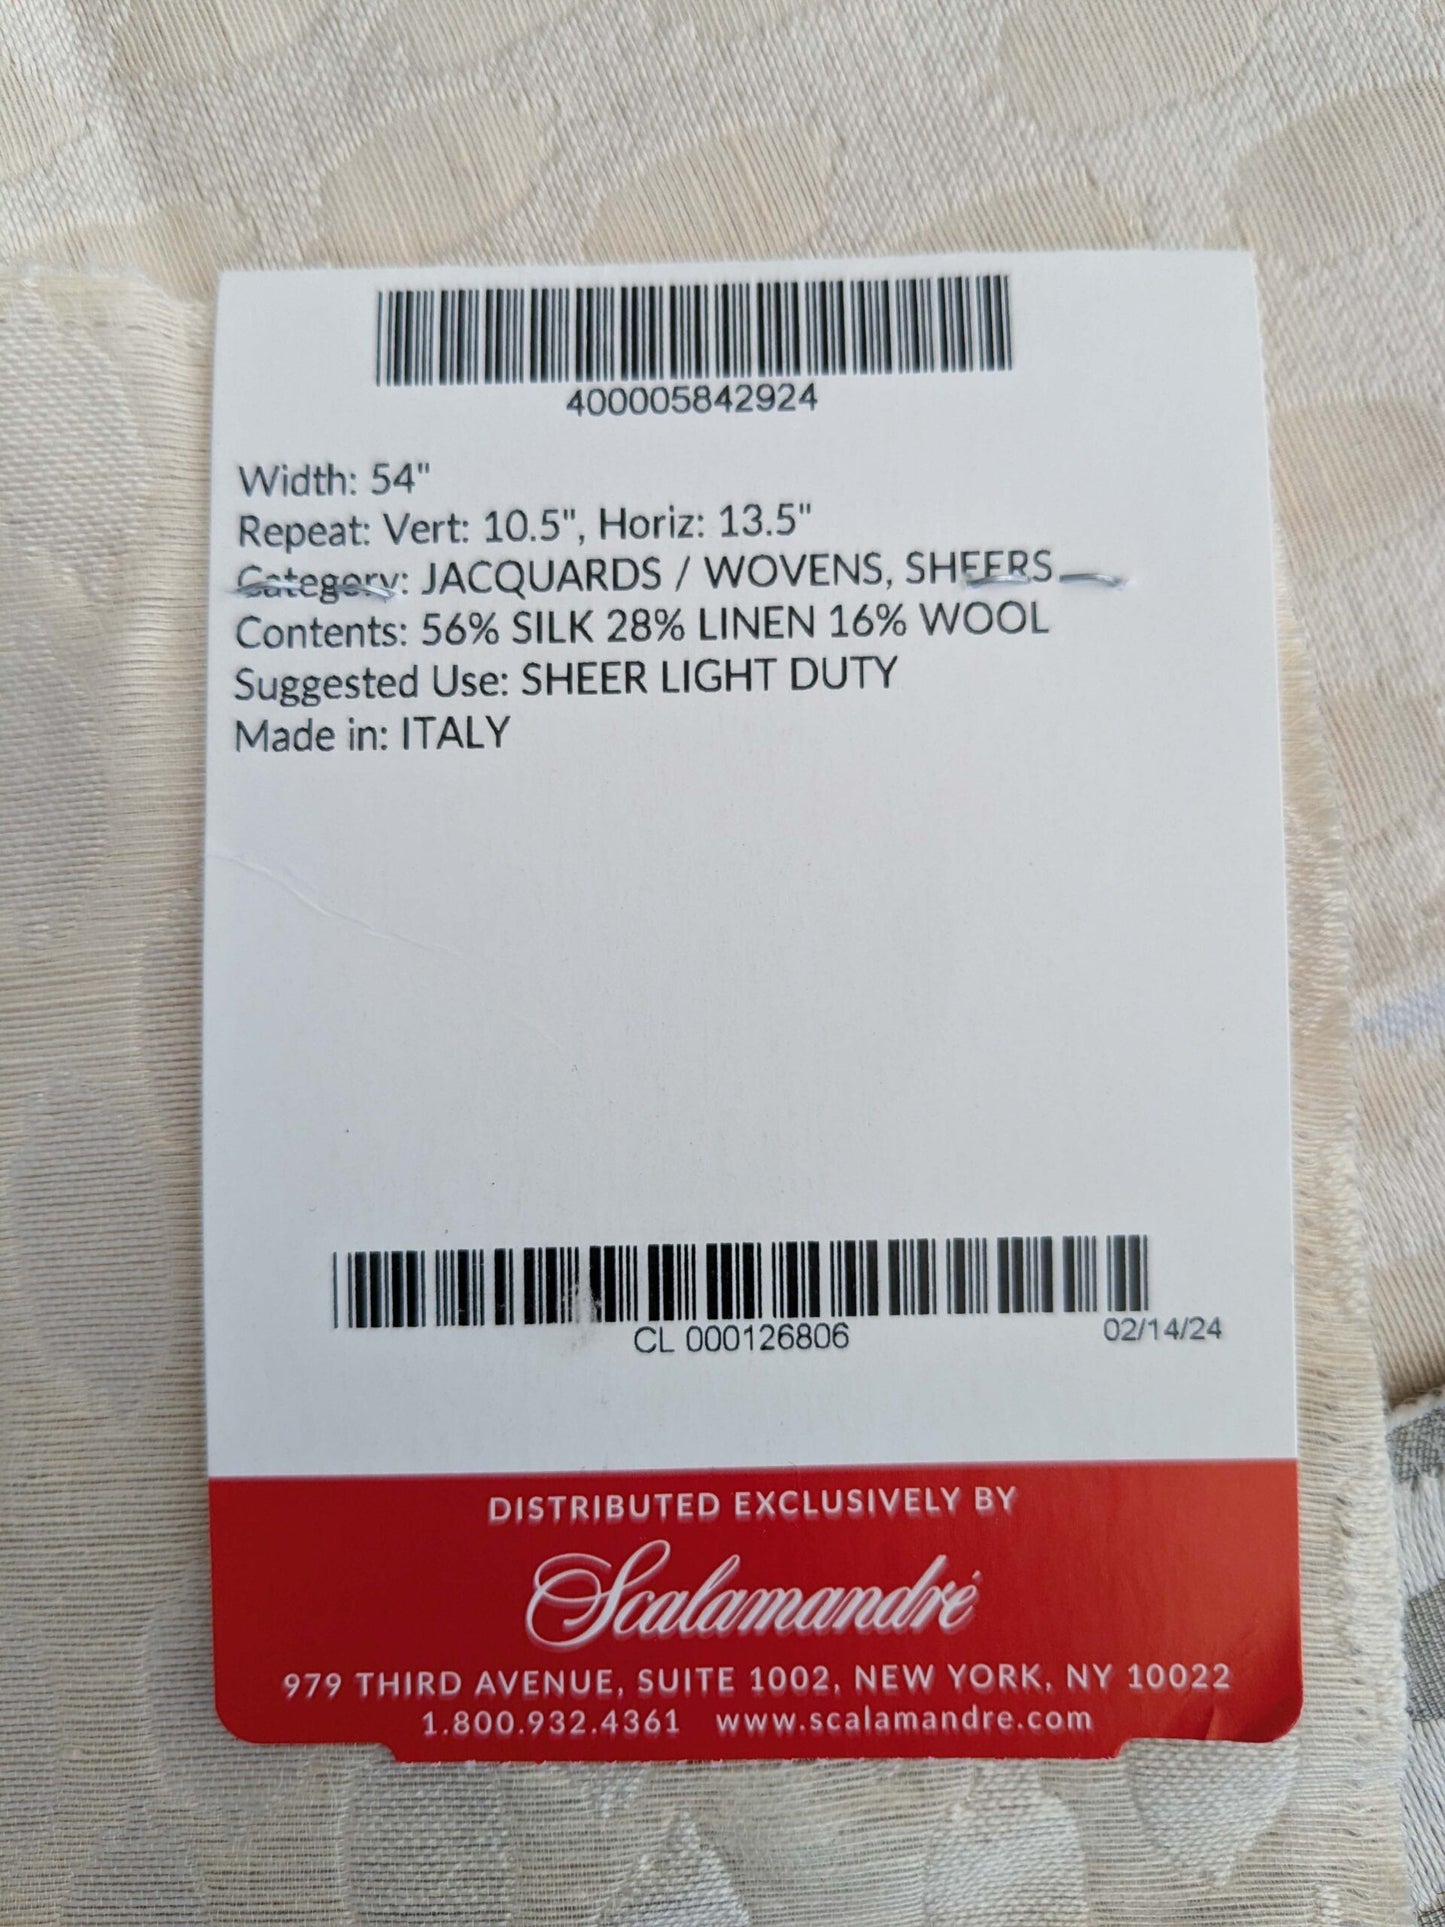 400005842924
Width: 54"
Repeat: Vert: 10.5", Horiz: 13.5"
Category: JACQUARDS / WOVENS, SHEERS
Contents: 56% SILK 28% LINEN 16% WOOL
Suggested Use: SHEER LIGHT DUTY
Made in: ITALY
CL 000126806 02/14/24
DISTRIBUTED EXCLUSIVELY BY
Scalamandré
979 THIRD AVENUE, SUITE 1002, NEW YORK, NY 10022
1.800.932.4361 www.scalamandre.com